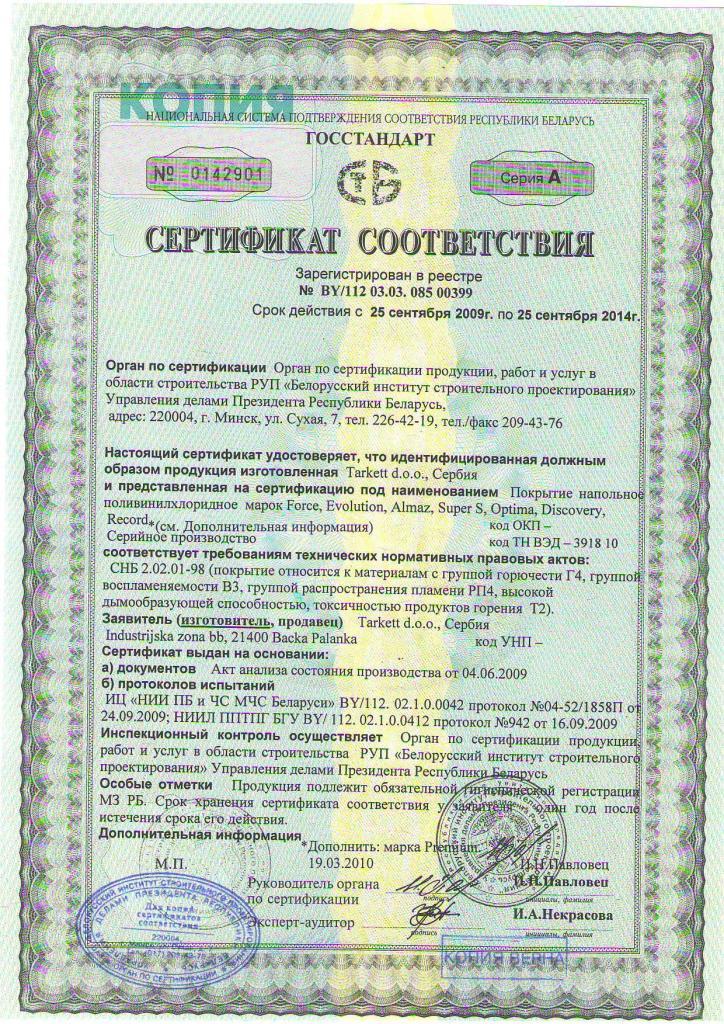 КОПИЯ
НАЦИОНАЛЬНАЯ СИСТЕМА ПОДТВЕРЖДЕНИЯ СООТВЕТСТВИЯ РЕСПУБЛИКИ БЕЛАРУСЬ
ГОССТАНДАРТ
№ 0142901
СТБ
Серия А
СЕРТИФИКАТ СООТВЕТСТВИЯ
Зарегистрирован в реестре
№ BY/112 03.03. 085 00399
Срок действия с 25 сентября 2009г. по 25 сентября 2014г.
Орган по сертификации Орган по сертификации продукции, работ и услуг в
области строительства РУП «Белорусский институт строительного проектирования»
Управления делами Президента Республики Беларусь,
адрес: 220004, г. Минск, ул. Сухая, 7, тел. 226-42-19, тел./факс 209-43-76
Настоящий сертификат удостоверяет, что идентифицированная должным
образом продукция изготовленная Tarkett d.o.o., Сербия
и представленная на сертификацию под наименованием Покрытие напольное
поливинилхлоридное марок Force, Evolution, Almaz, Super S, Optima, Discovery,
Record*(см. Дополнительная информация) код ОКП –
Серийное производство код ТН ВЭД – 3918 10
соответствует требованиям технических нормативных правовых актов:
СНБ 2.02.01-98 (покрытие относится к материалам с группой горючести Г4, группой
воспламеняемости В3, группой распространения пламени РП4, высокой
дымообразующей способностью, токсичностью продуктов горения Т2).
Заявитель (изготовитель, продавец) Tarkett d.o.o., Сербия
Industrijska zona bb, 21400 Backa Palanka код УНП –
Сертификат выдан на основании:
а) документов Акт анализа состояния производства от 04.06.2009
б) протоколов испытаний
ИЦ «НИИ ПБ и ЧС МЧС Беларуси» BY/112. 02.1.0.0042 протокол №04-52/1858П от
24.09.2009; НИИЛ ППТПГ БГУ BY/ 112. 02.1.0.0412 протокол №942 от 16.09.2009
Инспекционный контроль осуществляет Орган по сертификации продукции,
работ и услуг в области строительства РУП «Белорусский институт строительного
проектирования» Управления делами Президента Республики Беларусь
Особые отметки Продукция подлежит обязательной гигиенической регистрации
МЗ РБ. Срок хранения сертификата соответствия у заявителя – один год после
истечения срока его действия.
Дополнительная информация
*Дополнить: марка Premium.
М.П. 19.03.2010 П.Н.Павловец
Руководитель органа
по сертификации П.Н.Павловец
подпись инициалы, фамилия
Эксперт-аудитор И.А.Некрасова
подпись инициалы, фамилия
Для копий
сертификатов
соответствия
220004
ОРГАН ПО СЕРТИФИКАЦИИ
КОПИЯ ВЕРНА